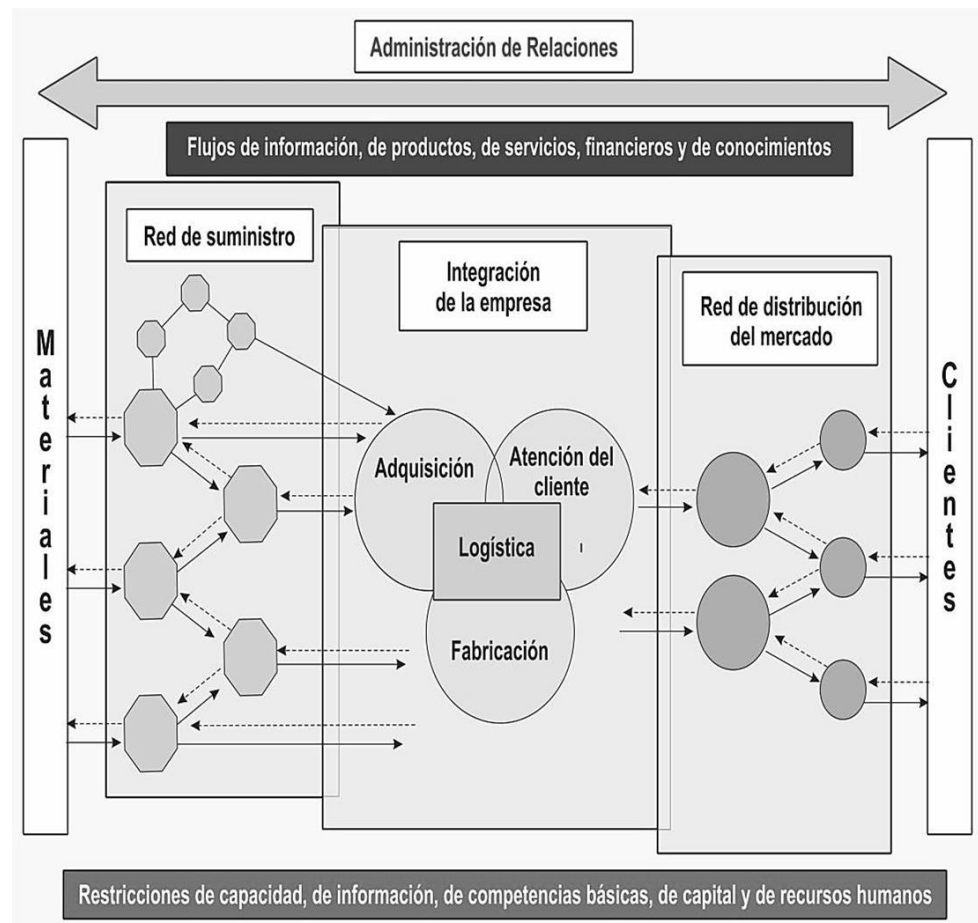 Administración de Relaciones
Flujos de información, de productos, de servicios, financieros y de conocimientos
Red de suministro
Integración
de la empresa
Red de distribución
del mercado
Materiales
Clientes
Adquisición
Atención del
cliente
Logística
Fabricación
Restricciones de capacidad, de información, de competencias básicas, de capital y de recursos humanos